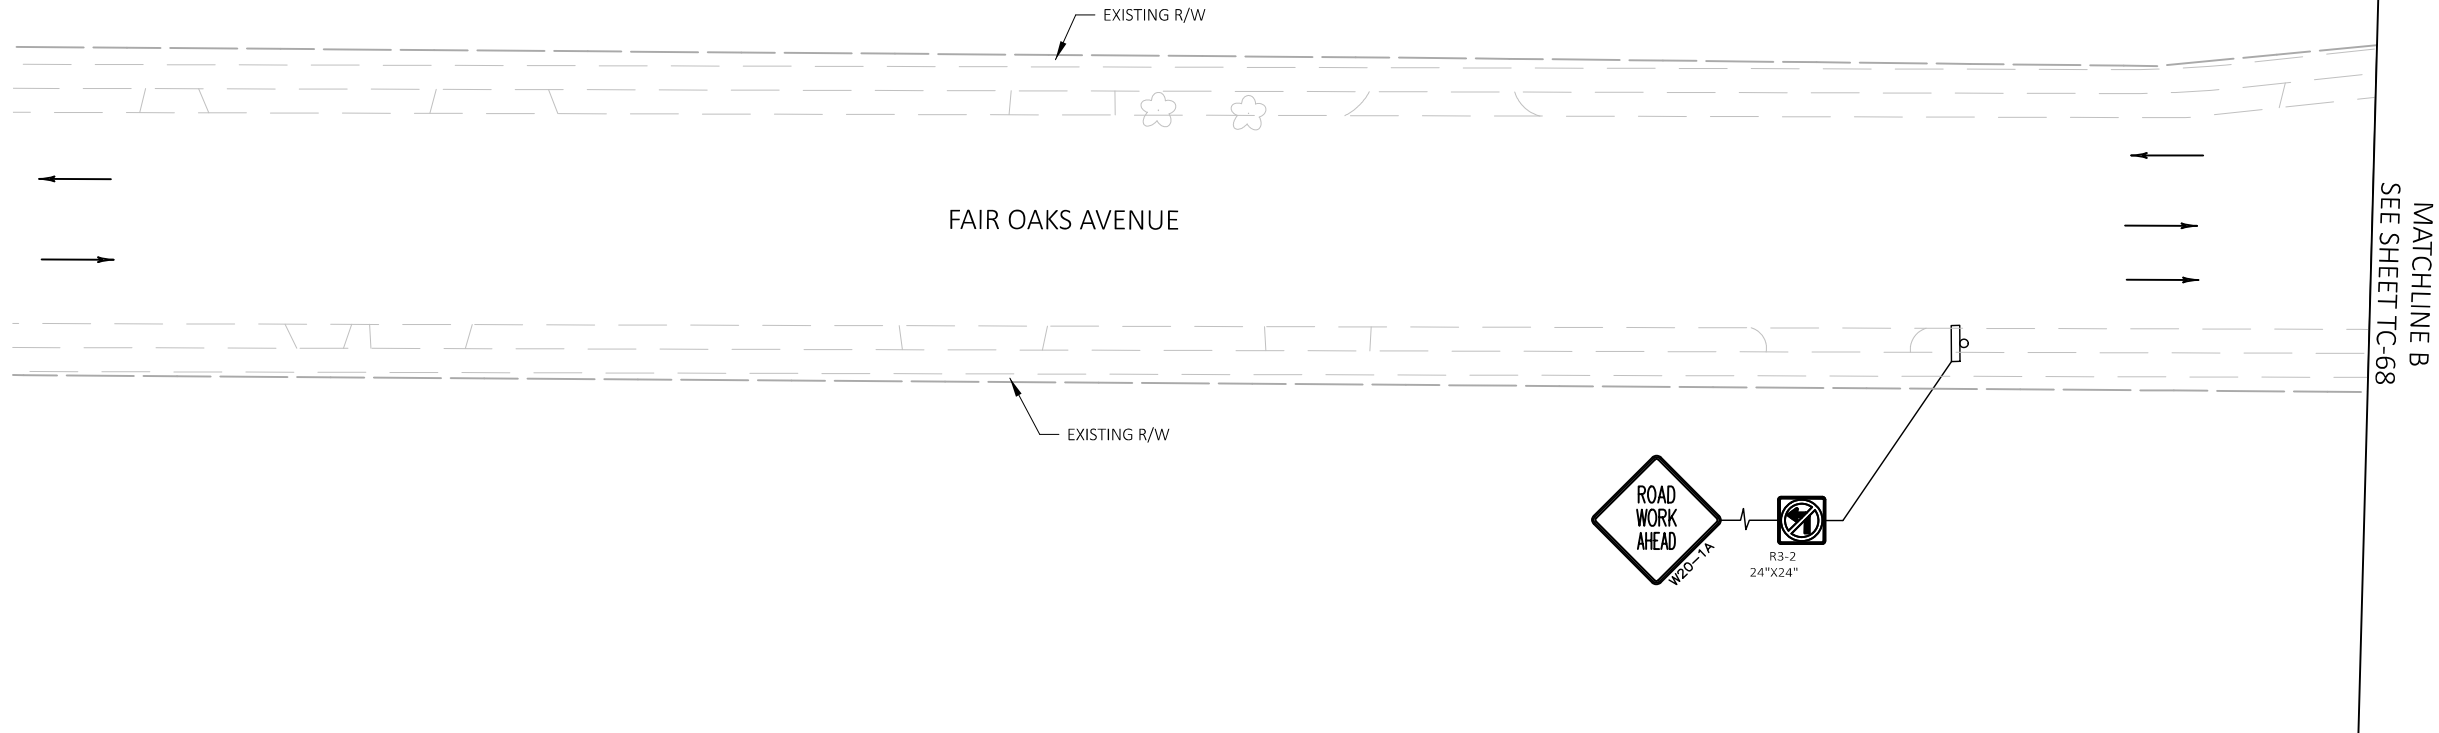 EXISTING R/W
FAIR OAKS AVENUE
MATCHLINE B
SEE SHEET TC-68
EXISTING R/W
ROAD
WORK
AHEAD
W20-1A
R3-2
24"X24"